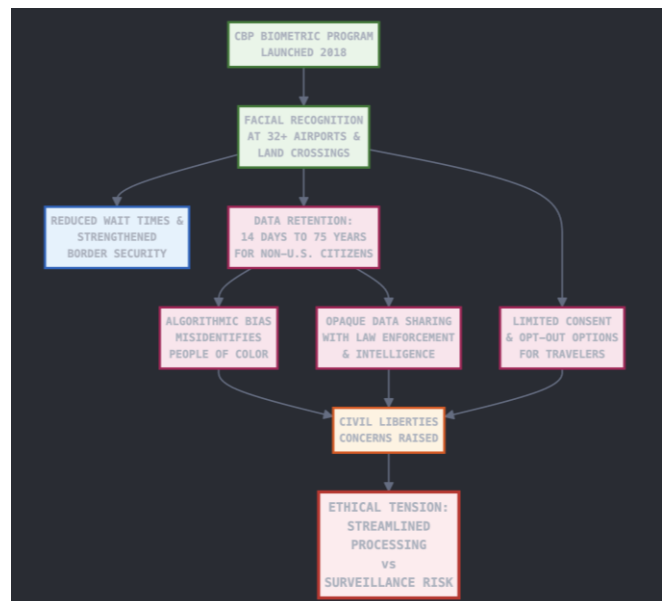 CBP BIOMETRIC PROGRAM
LAUNCHED 2018
FACIAL RECOGNITION
AT 32+ AIRPORTS &
LAND CROSSINGS
REDUCED WAIT TIMES &
STRENGTHENED
BORDER SECURITY
DATA RETENTION:
14 DAYS TO 75 YEARS
FOR NON-U.S. CITIZENS
ALGORITHMIC BIAS
MISIDENTIFIES
PEOPLE OF COLOR
OPAQUE DATA SHARING
WITH LAW ENFORCEMENT
& INTELLIGENCE
LIMITED CONSENT
& OPT-OUT OPTIONS
FOR TRAVELERS
CIVIL LIBERTIES
CONCERNS RAISED
ETHICAL TENSION:
STREAMLINED
PROCESSING
vs
SURVEILLANCE RISK